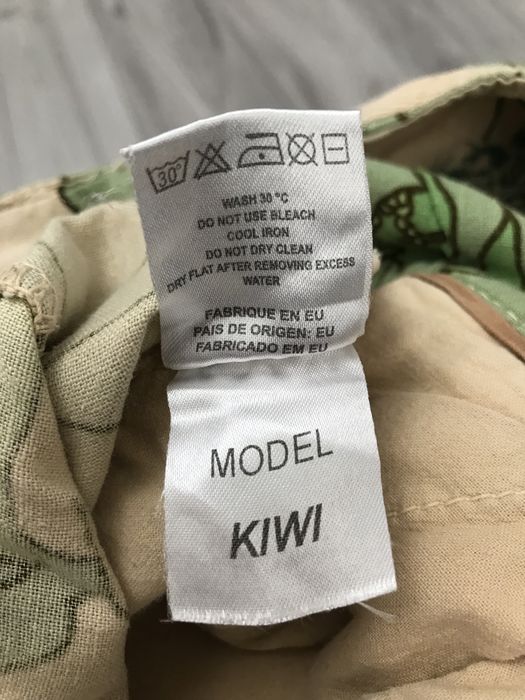 30°
WASH 30 °C
DO NOT USE BLEACH
COOL IRON
DO NOT DRY CLEAN
DRY FLAT AFTER REMOVING EXCESS
WATER
FABRIQUE EN EU
PAIS DE ORIGEN: EU
FABRICADO EM EU
MODEL
KIWI